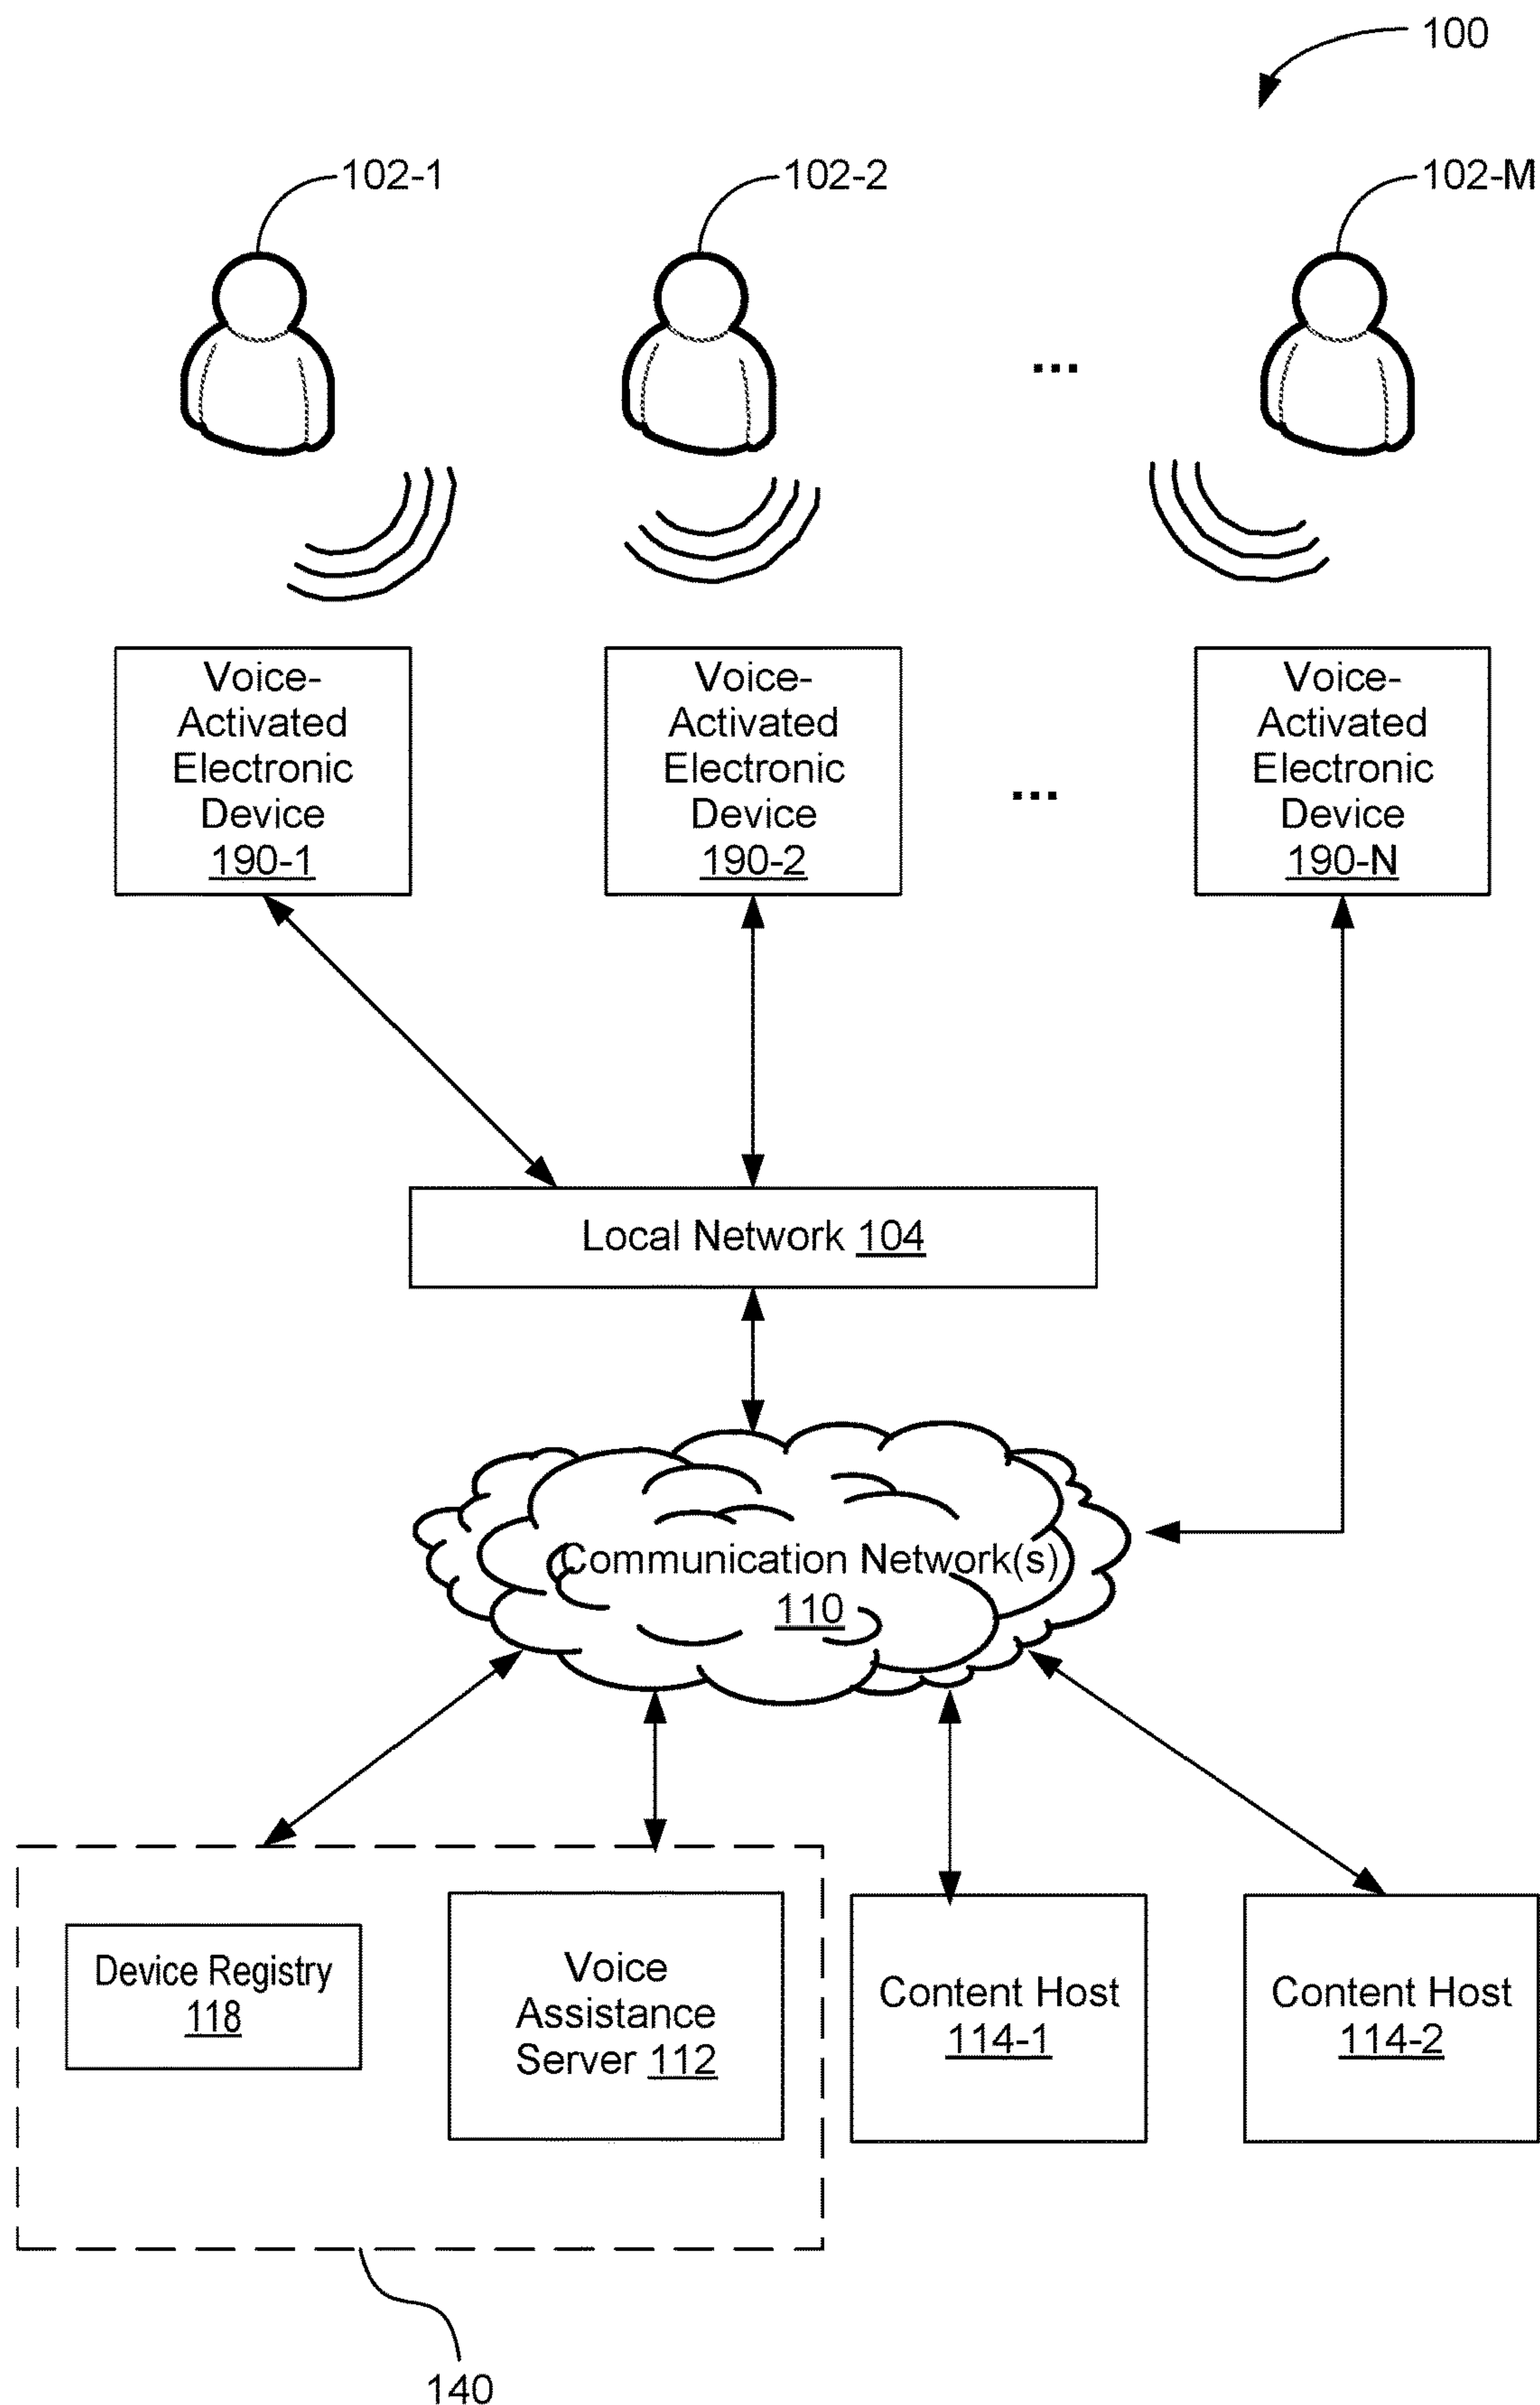 100
102-1
102-2
102-M
...
Voice-
Activated
Electronic
Device
190-1
Voice-
Activated
Electronic
Device
190-2
...
Voice-
Activated
Electronic
Device
190-N
Local Network 104
Communication Network(s)
110
Device Registry
118
Voice
Assistance
Server 112
Content Host
114-1
Content Host
114-2
140